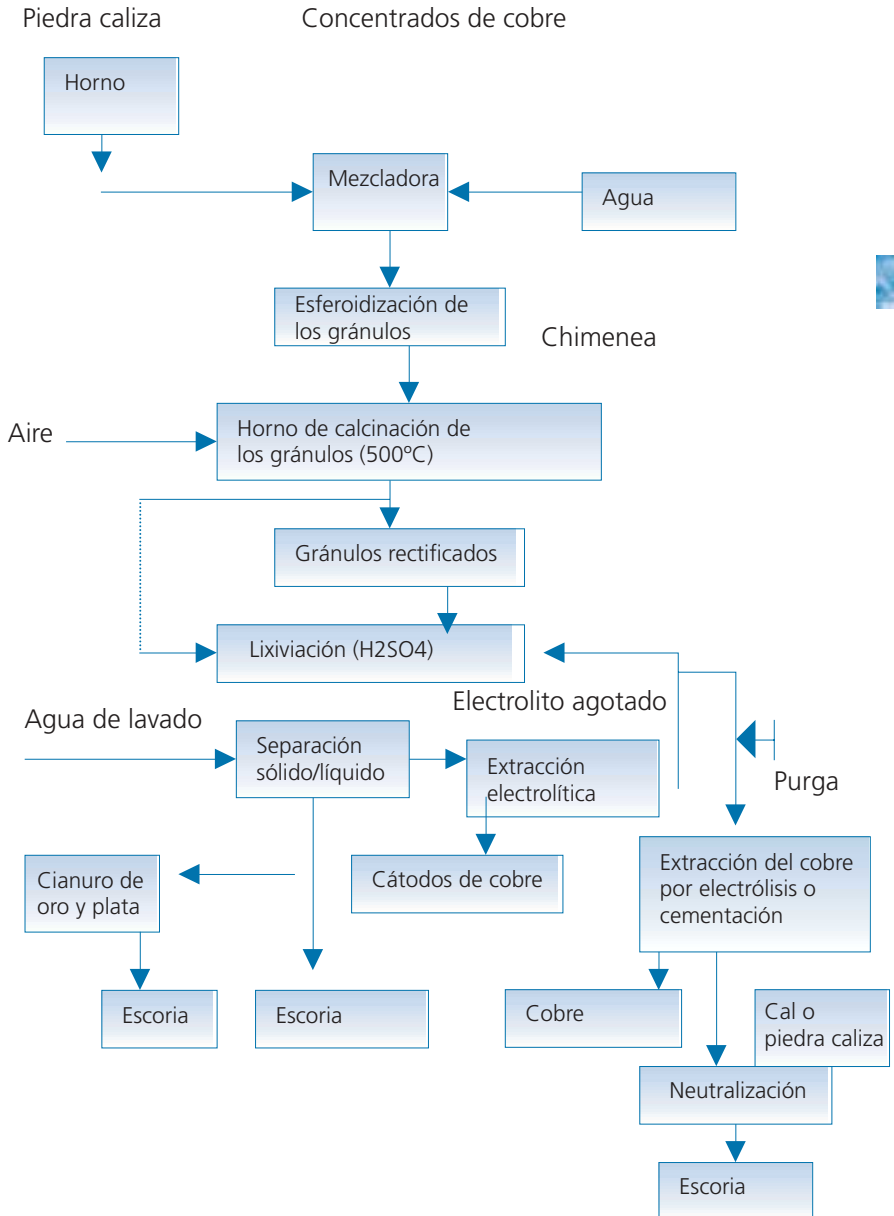 Piedra caliza
Concentrados de cobre
Horno
Mezcladora
Agua
Esferoidización de
los gránulos
Chimenea
Aire
Horno de calcinación de
los gránulos (500ºC)
Gránulos rectificados
Lixiviación (H2SO4)
Electrolito agotado
Agua de lavado
Separación
sólido/líquido
Extracción
electrolítica
Purga
Cianuro de
oro y plata
Cátodos de cobre
Extracción del cobre
por electrólisis o
cementación
Escoria
Escoria
Cobre
Cal o
piedra caliza
Neutralización
Escoria